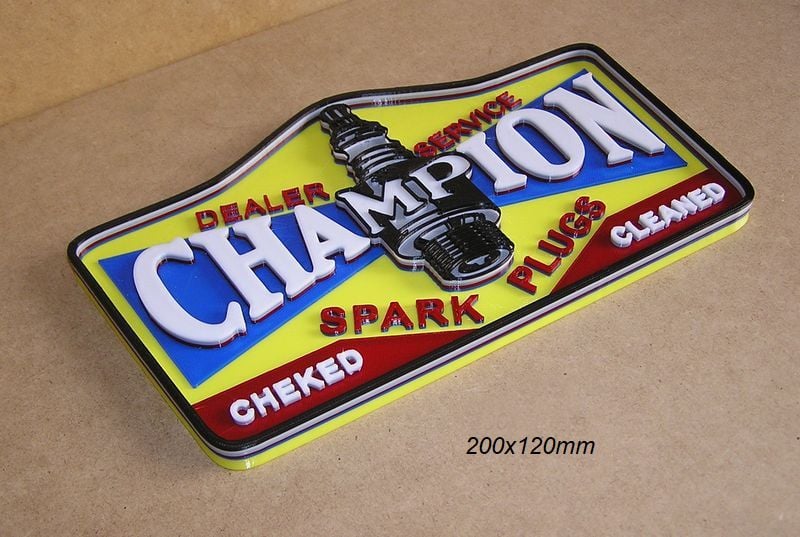 DEALER SERVICE
CHAMPION
SPARK PLUGS
CHEKED CLEANED
200x120mm